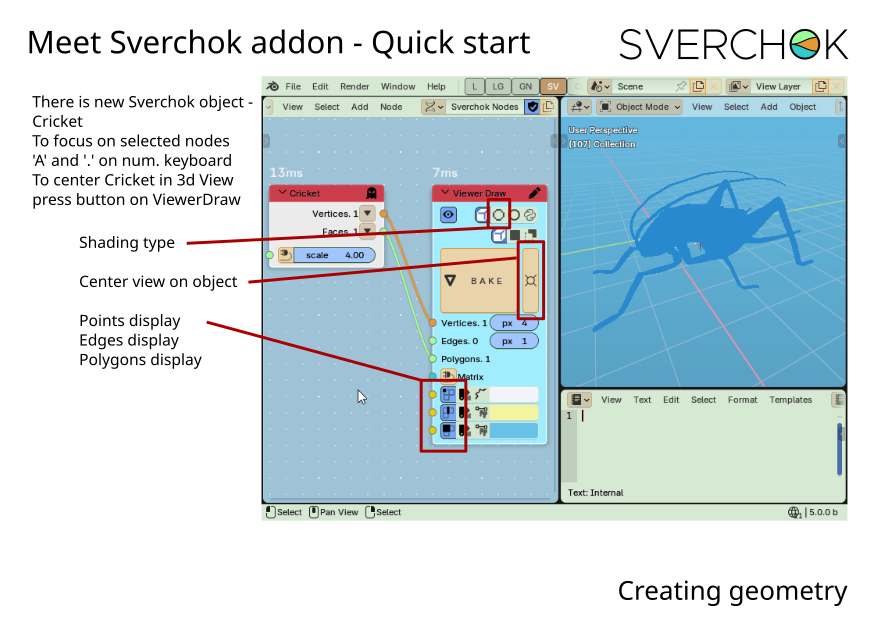 Meet Sverchok addon - Quick start
SVERCHOK
There is new Sverchok object -
Cricket
To focus on selected nodes
'A' and '.' on num. keyboard
To center Cricket in 3d View
press button on ViewerDraw
Shading type
Center view on object
Points display
Edges display
Polygons display
File Edit Render Window Help L LG GN SV C Scene View Layer
View Select Add Node Sverchok Nodes
Object Mode View Select Add Object
User Perspective
(107) Collection
13ms
7ms
Cricket
Viewer Draw
Vertices. 1
Faces. 1
scale 4.00
BAKE
Vertices. 1 px 4
Edges. 0 px 1
Polygons. 1
Matrix
View Text Edit Select Format Templates
1
Text: Internal
Select Pan View Select
1 | 5.0.0 b
Creating geometry